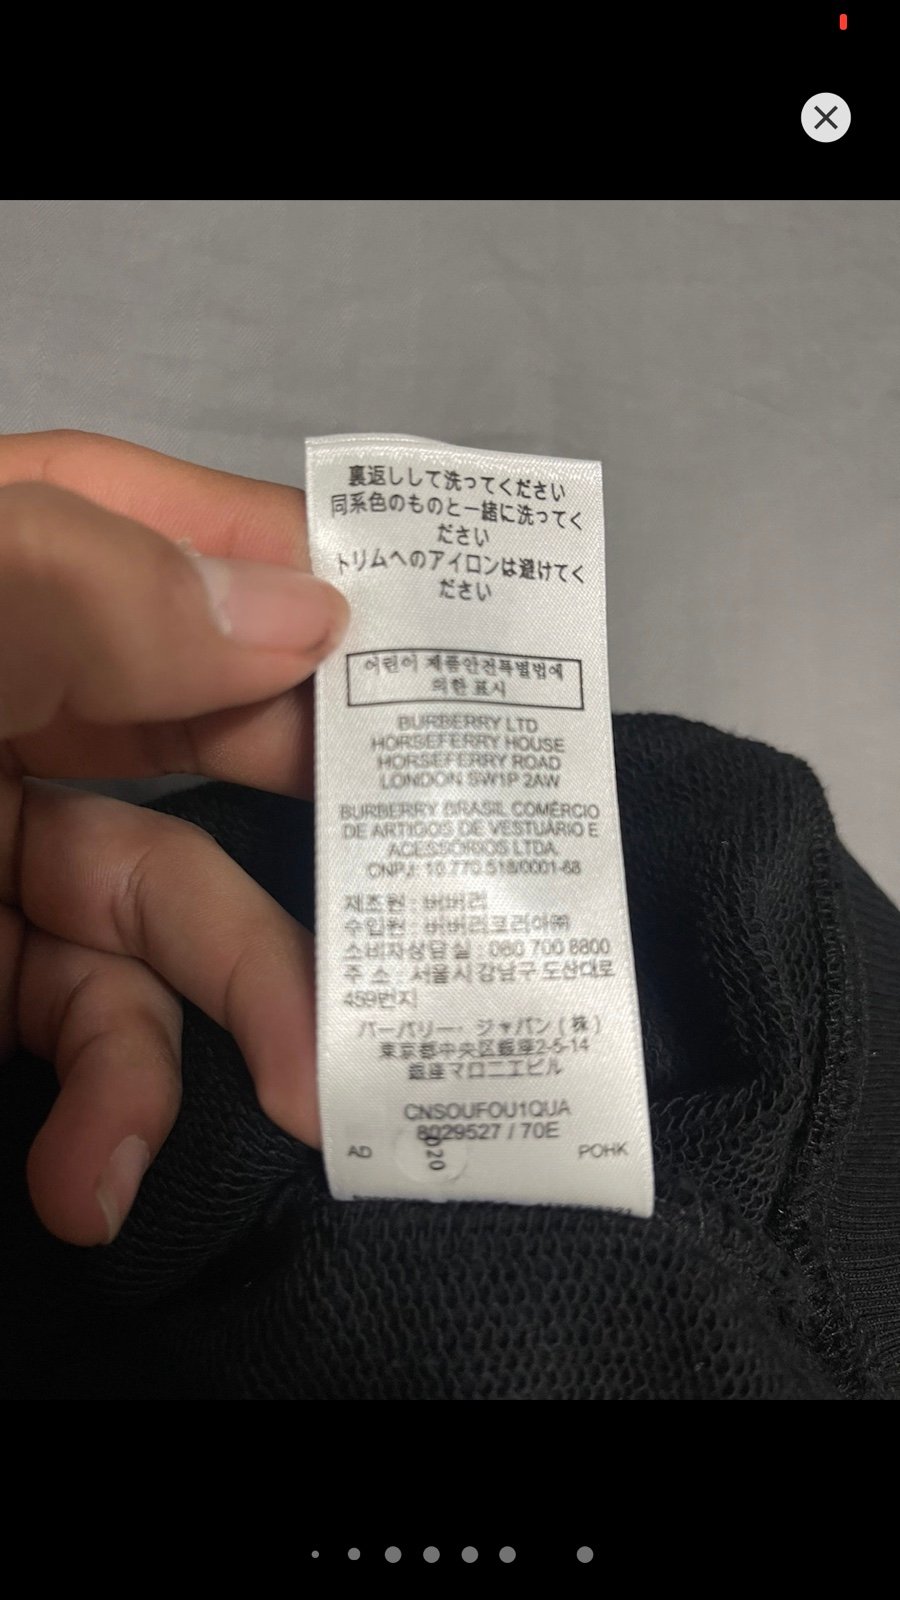 裏返しして洗ってください
同系色のものと一緒に洗ってく
ださい
トリムへのアイロンは避けてく
ださい
어린이 제품안전특별법에
의한 표시
BURBERRY LTD
HORSEFERRY HOUSE
HORSEFERRY ROAD
LONDON SW1P 2AW
BURBERRY BRASIL COMÉRCIO
DE ARTIGOS DE VESTUÁRIO E
ACESSÓRIOS LTDA.
CNPJ: 10.770.518/0001-68
제조원 : 버버리
수입원 : 버버리코리아㈜
소비자상담실 : 080 700 8800
주 소 : 서울시 강남구 도산대로
459번지
バーバリー・ジャパン(株)
東京都中央区銀座2-5-14
銀座マロニエビル
CNSOUFOU1QUA
8029527 / 70E
AD
020
POHK